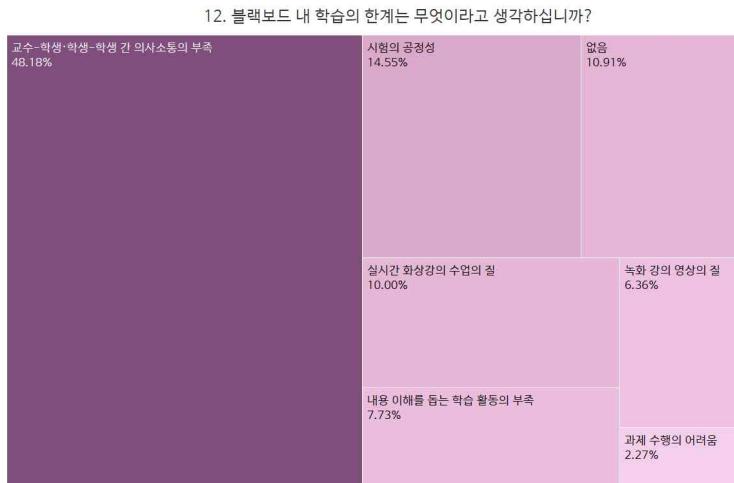 12. 블랙보드 내 학습의 한계는 무엇이라고 생각하십니까?
교수-학생·학생-학생 간 의사소통의 부족
48.18%
시험의 공정성
14.55%
없음
10.91%
실시간 화상강의 수업의 질
10.00%
녹화 강의 영상의 질
6.36%
내용 이해를 돕는 학습 활동의 부족
7.73%
과제 수행의 어려움
2.27%